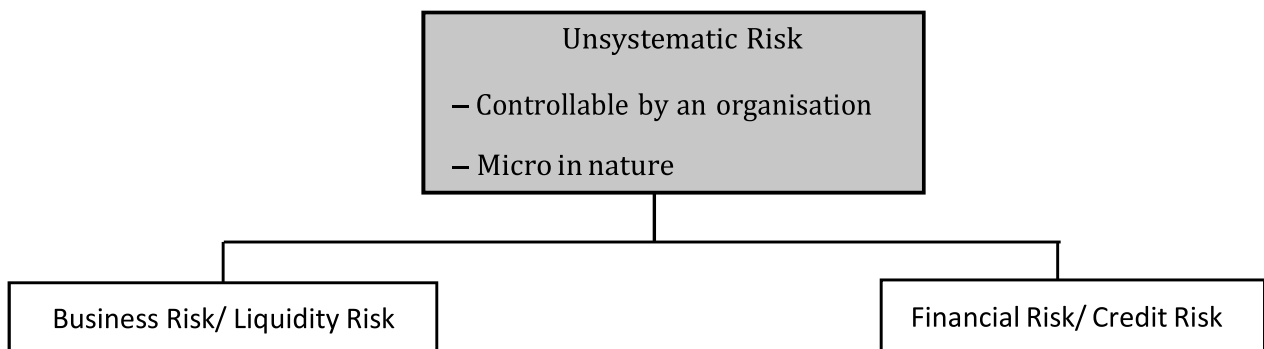 Unsystematic Risk
– Controllable by an organisation
– Micro in nature
Business Risk/ Liquidity Risk
Financial Risk/ Credit Risk